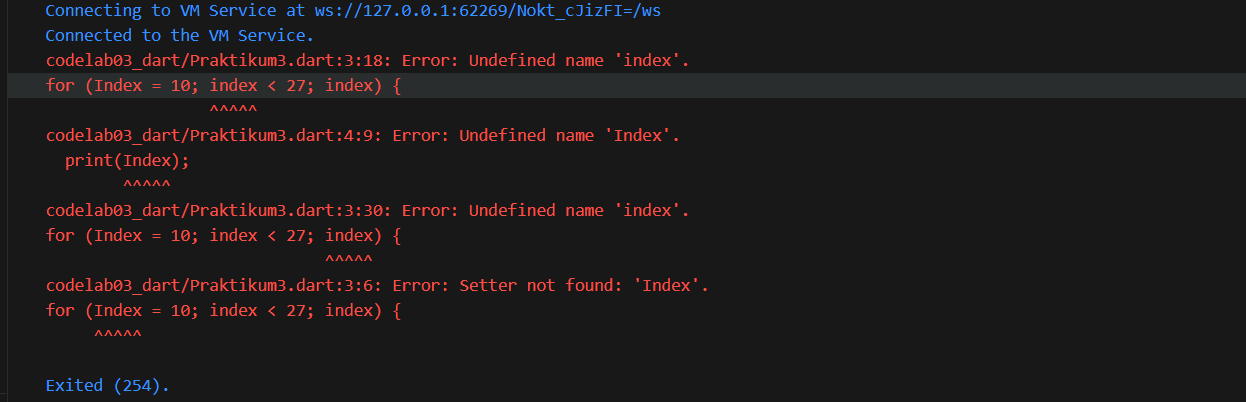 Connecting to VM Service at ws://127.0.0.1:62269/Nokt_cJizFI=/ws
Connected to the VM Service.
codelab03_dart/Praktikum3.dart:3:18: Error: Undefined name 'index'.
for (Index = 10; index < 27; index) {
^^^^^
codelab03_dart/Praktikum3.dart:4:9: Error: Undefined name 'Index'.
print(Index);
^^^^^
codelab03_dart/Praktikum3.dart:3:30: Error: Undefined name 'index'.
for (Index = 10; index < 27; index) {
^^^^^
codelab03_dart/Praktikum3.dart:3:6: Error: Setter not found: 'Index'.
for (Index = 10; index < 27; index) {
^^^^^
Exited (254).